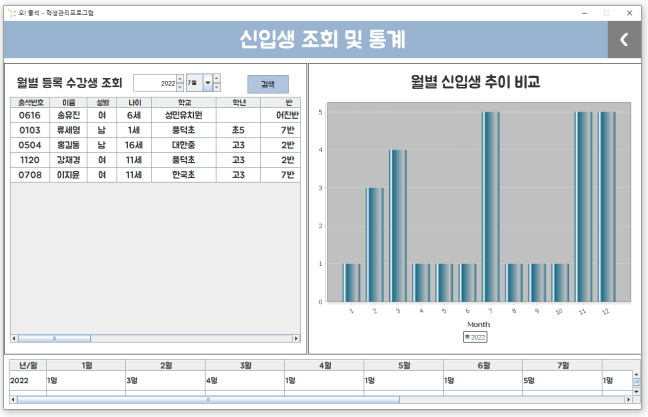 오! 출석 - 학생관리프로그램
신입생 조회 및 통계
월별 등록 수강생 조회
2022 7월 검색
출석번호 이름 성별 나이 학교 학년 반
0616 송유진 여 6세 성민유치원 어진반
0103 류세영 남 1세 풍덕초 초5 7반
0504 홍길동 남 16세 대한중 고3 2반
1120 강재경 여 11세 풍덕초 고3 2반
0708 이지윤 여 11세 한국초 고3 7반
월별 신입생 추이 비교
5
4
3
2
1
0
1 2 3 4 5 6 7 8 9 10 11 12
Month
2022
년/월 1월 2월 3월 4월 5월 6월 7월
2022 1명 3명 4명 1명 1명 1명 5명 1명